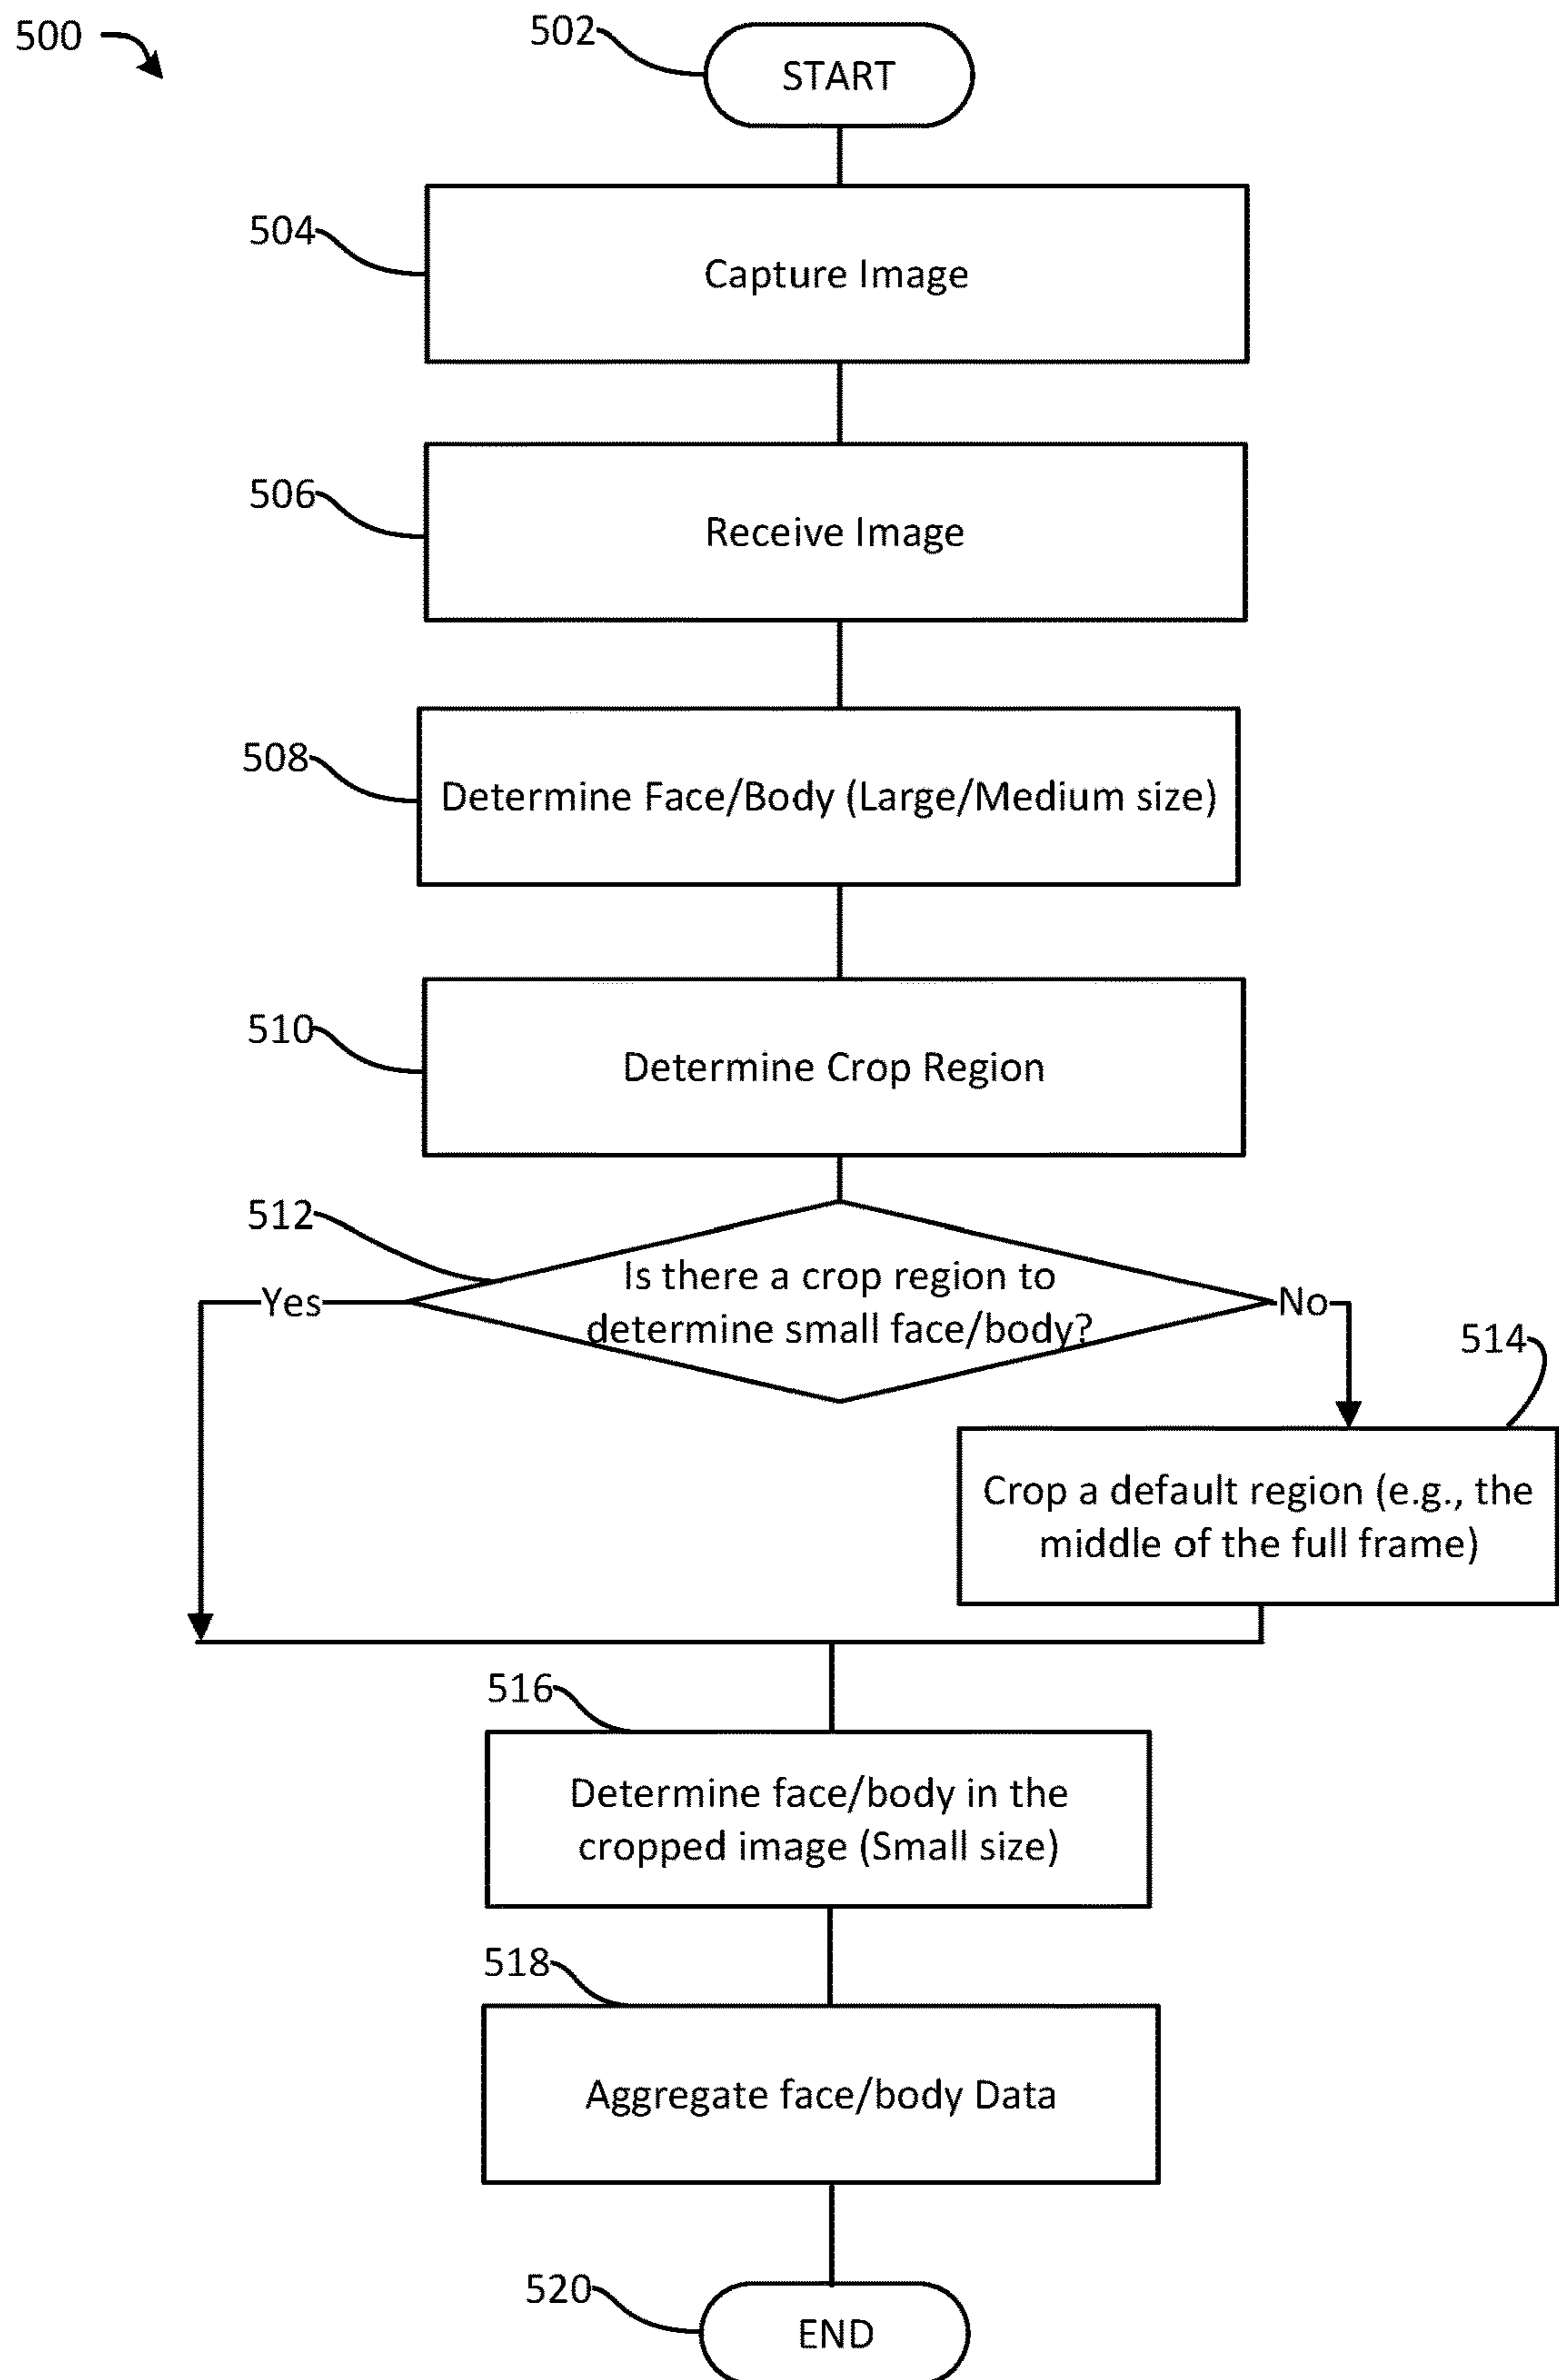 500
502
START
504
Capture Image
506
Receive Image
508
Determine Face/Body (Large/Medium size)
510
Determine Crop Region
512
Is there a crop region to
determine small face/body?
Yes
No
514
Crop a default region (e.g., the
middle of the full frame)
516
Determine face/body in the
cropped image (Small size)
518
Aggregate face/body Data
520
END